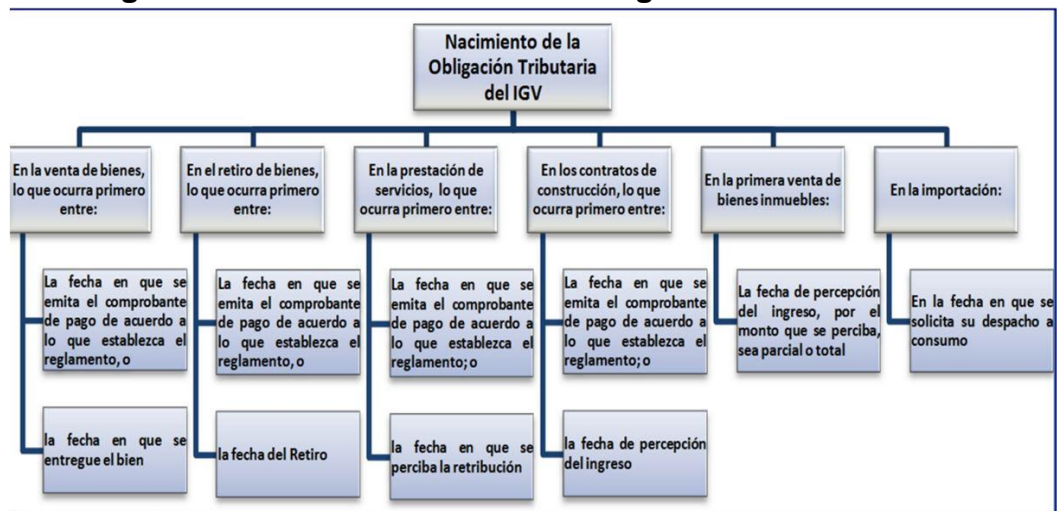 Nacimiento de la
Obligación Tributaria
del IGV
En la venta de bienes,
lo que ocurra primero
entre:
La fecha en que se
emita el comprobante
de pago de acuerdo a
lo que establezca el
reglamento, o
la fecha en que se
entregue el bien
En el retiro de bienes,
lo que ocurra primero
entre:
La fecha en que se
emita el comprobante
de pago de acuerdo a
lo que establezca el
reglamento, o
la fecha del Retiro
En la prestación de
servicios, lo que
ocurra primero entre:
La fecha en que se
emita el comprobante
de pago de acuerdo a
lo que establezca el
reglamento; o
la fecha en que se
perciba la retribución
En los contratos de
construcción, lo que
ocurra primero entre:
La fecha en que se
emita el comprobante
de pago de acuerdo a
lo que establezca el
reglamento; o
la fecha de percepción
del ingreso
En la primera venta de
bienes inmuebles:
La fecha de percepción
del ingreso, por el
monto que se perciba,
sea parcial o total
En la importación:
En la fecha en que se
solicita su despacho a
consumo